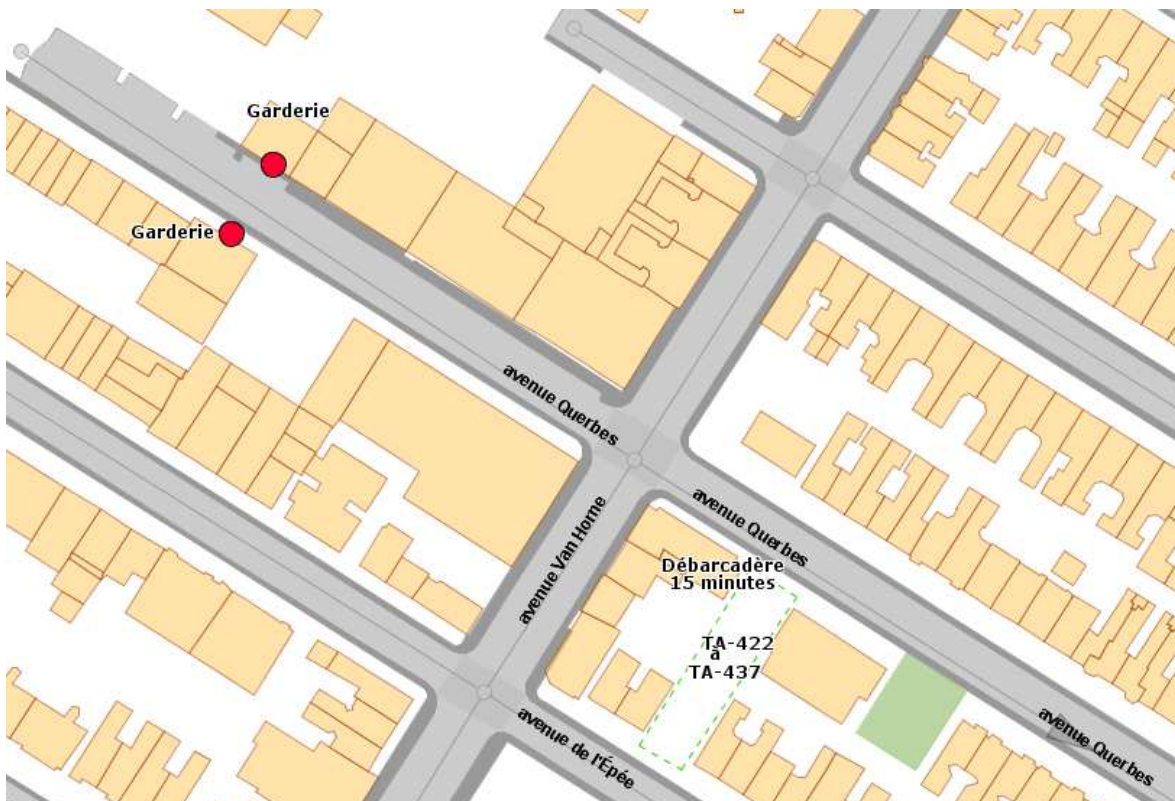 Garderie
Garderie
avenue Querbes
avenue Querbes
avenue Van Horne
Débarcadère
15 minutes
TA-422
à
TA-437
avenue de l'Épée
avenue Querbes